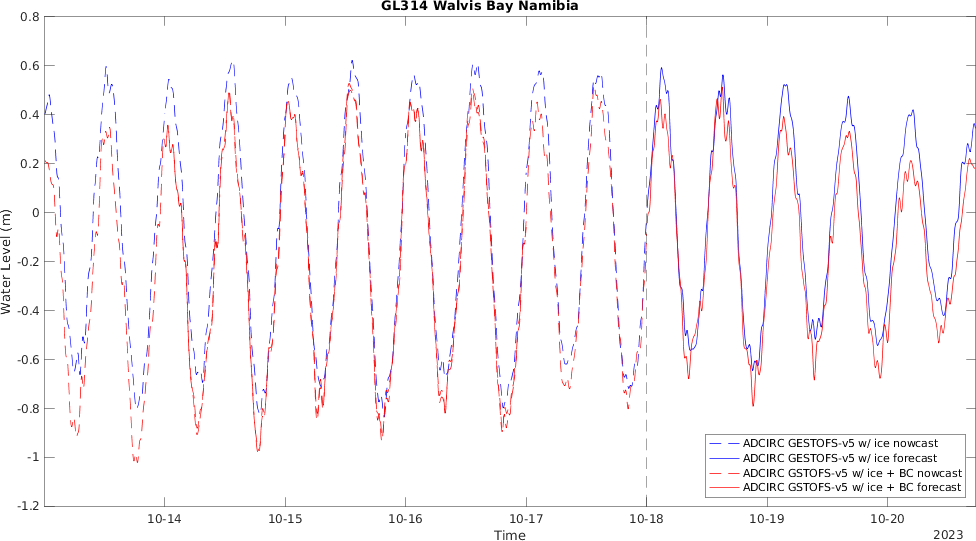 GL314 Walvis Bay Namibia
0.8
0.6
0.4
0.2
0
-0.2
-0.4
-0.6
-0.8
-1
-1.2
Water Level (m)
ADCIRC GESTOFS-v5 w/ ice nowcast
ADCIRC GESTOFS-v5 w/ ice forecast
ADCIRC GSTOFS-v5 w/ ice + BC nowcast
ADCIRC GSTOFS-v5 w/ ice + BC forecast
10-14 10-15 10-16 10-17 10-18 10-19 10-20
Time
2023